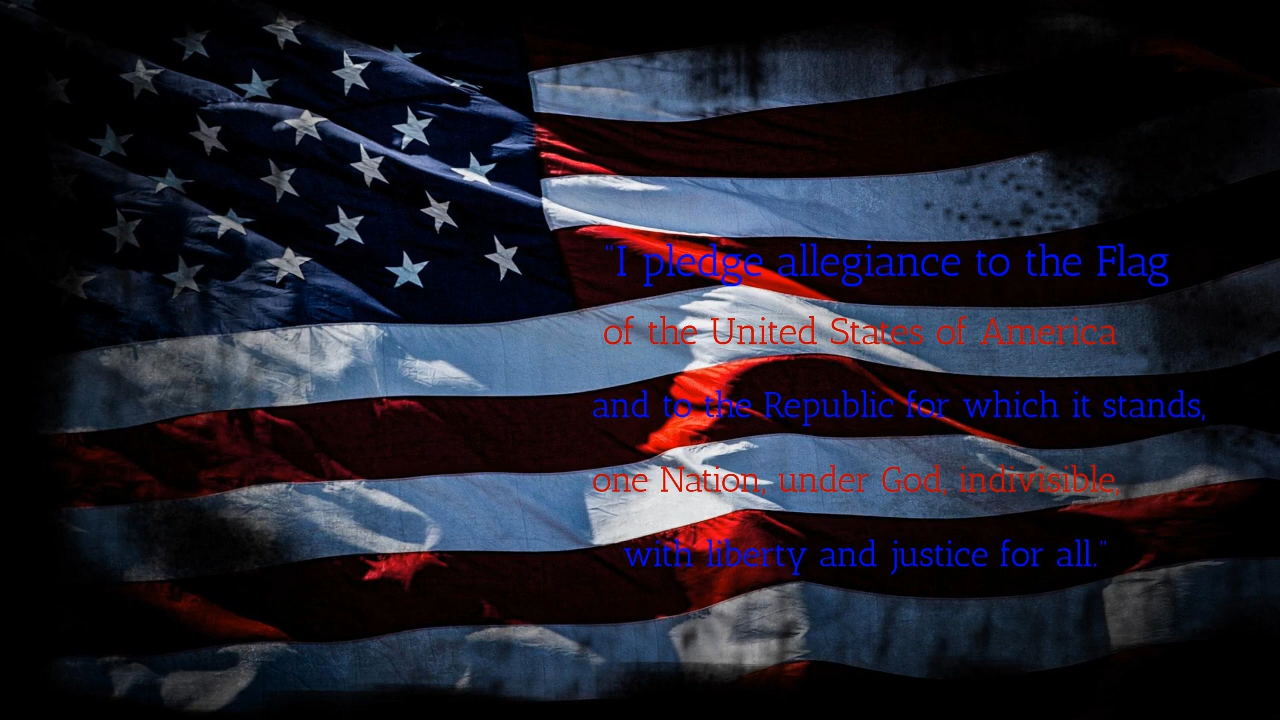 “I pledge allegiance to the Flag
of the United States of America
and to the Republic for which it stands,
one Nation, under God, indivisible,
with liberty and justice for all.”